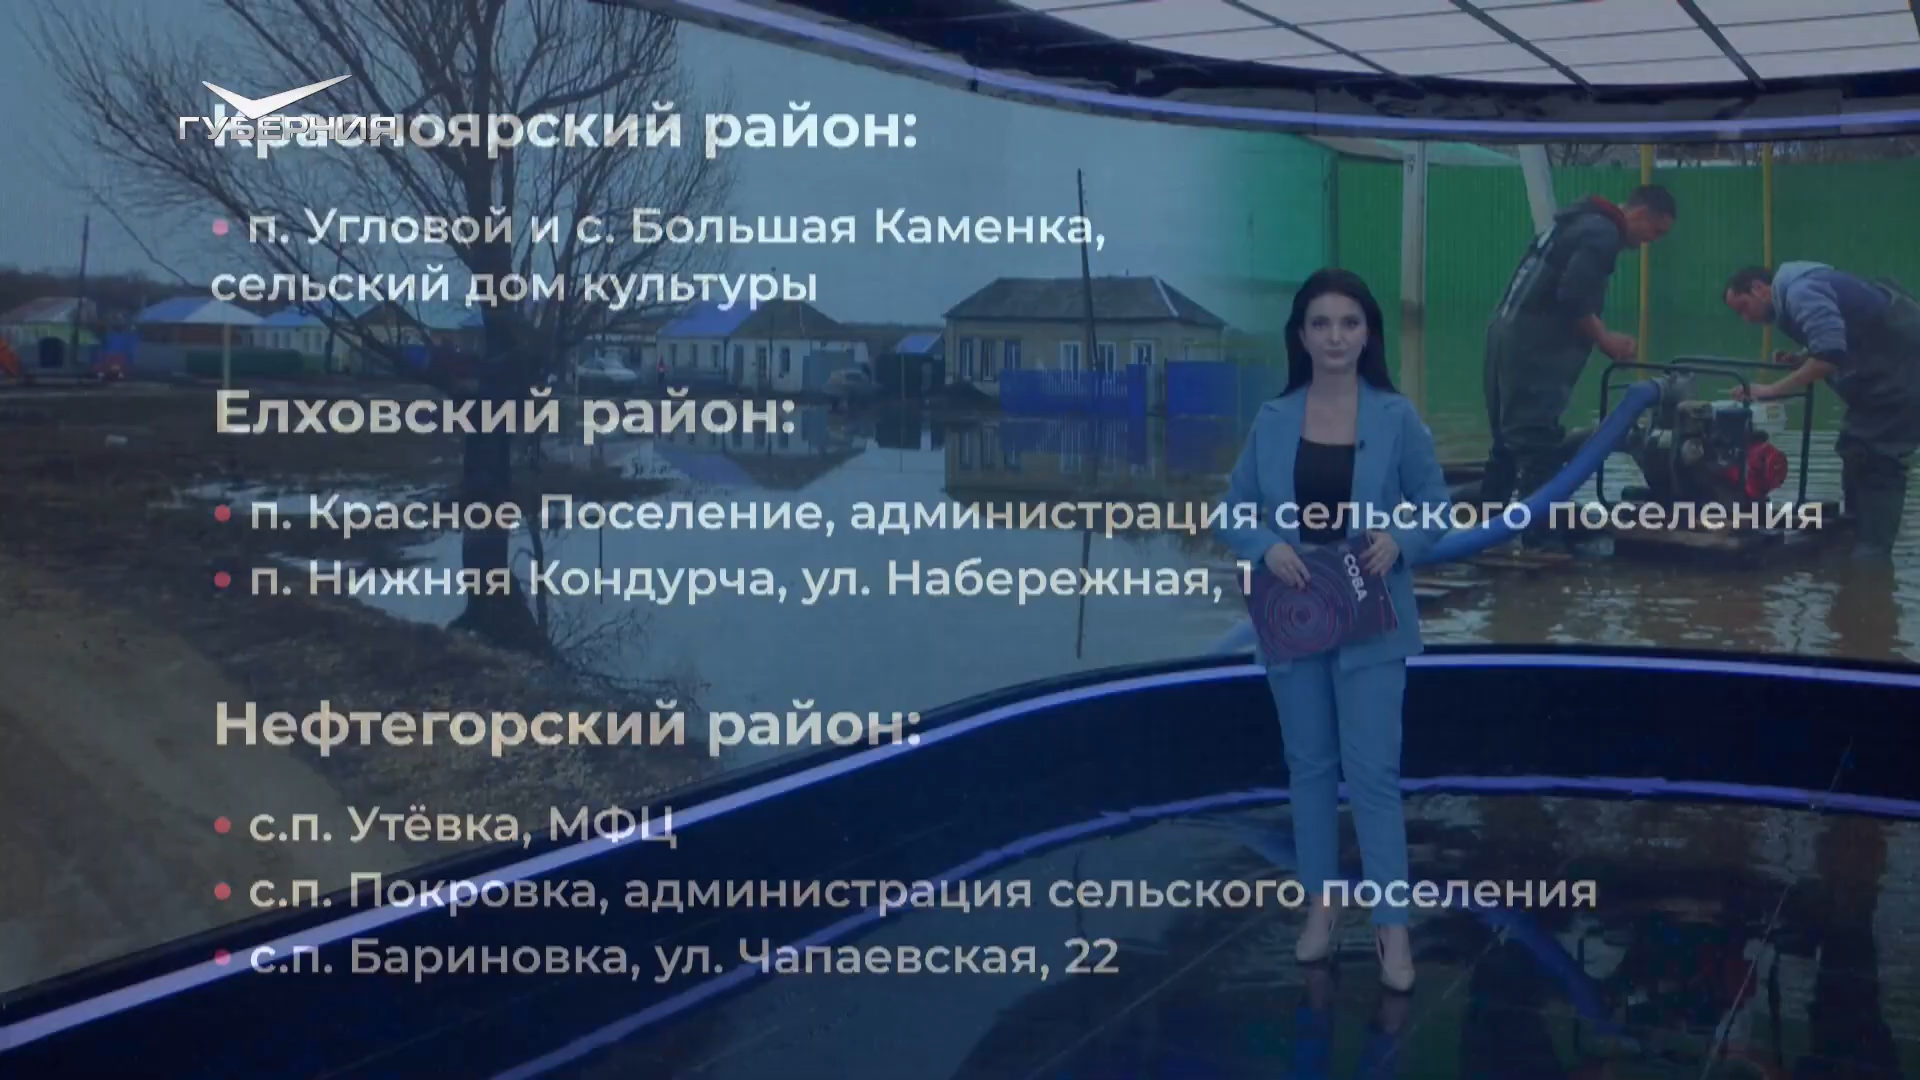 ГУБЕРНИЯ
Красноярский район:
• п. Угловой и с. Большая Каменка,
сельский дом культуры
Елховский район:
• п. Красное Поселение, администрация сельского поселения
• п. Нижняя Кондурча, ул. Набережная, 1
СОВА
Нефтегорский район:
• с.п. Утёвка, МФЦ
• с.п. Покровка, администрация сельского поселения
• с.п. Бариновка, ул. Чапаевская, 22